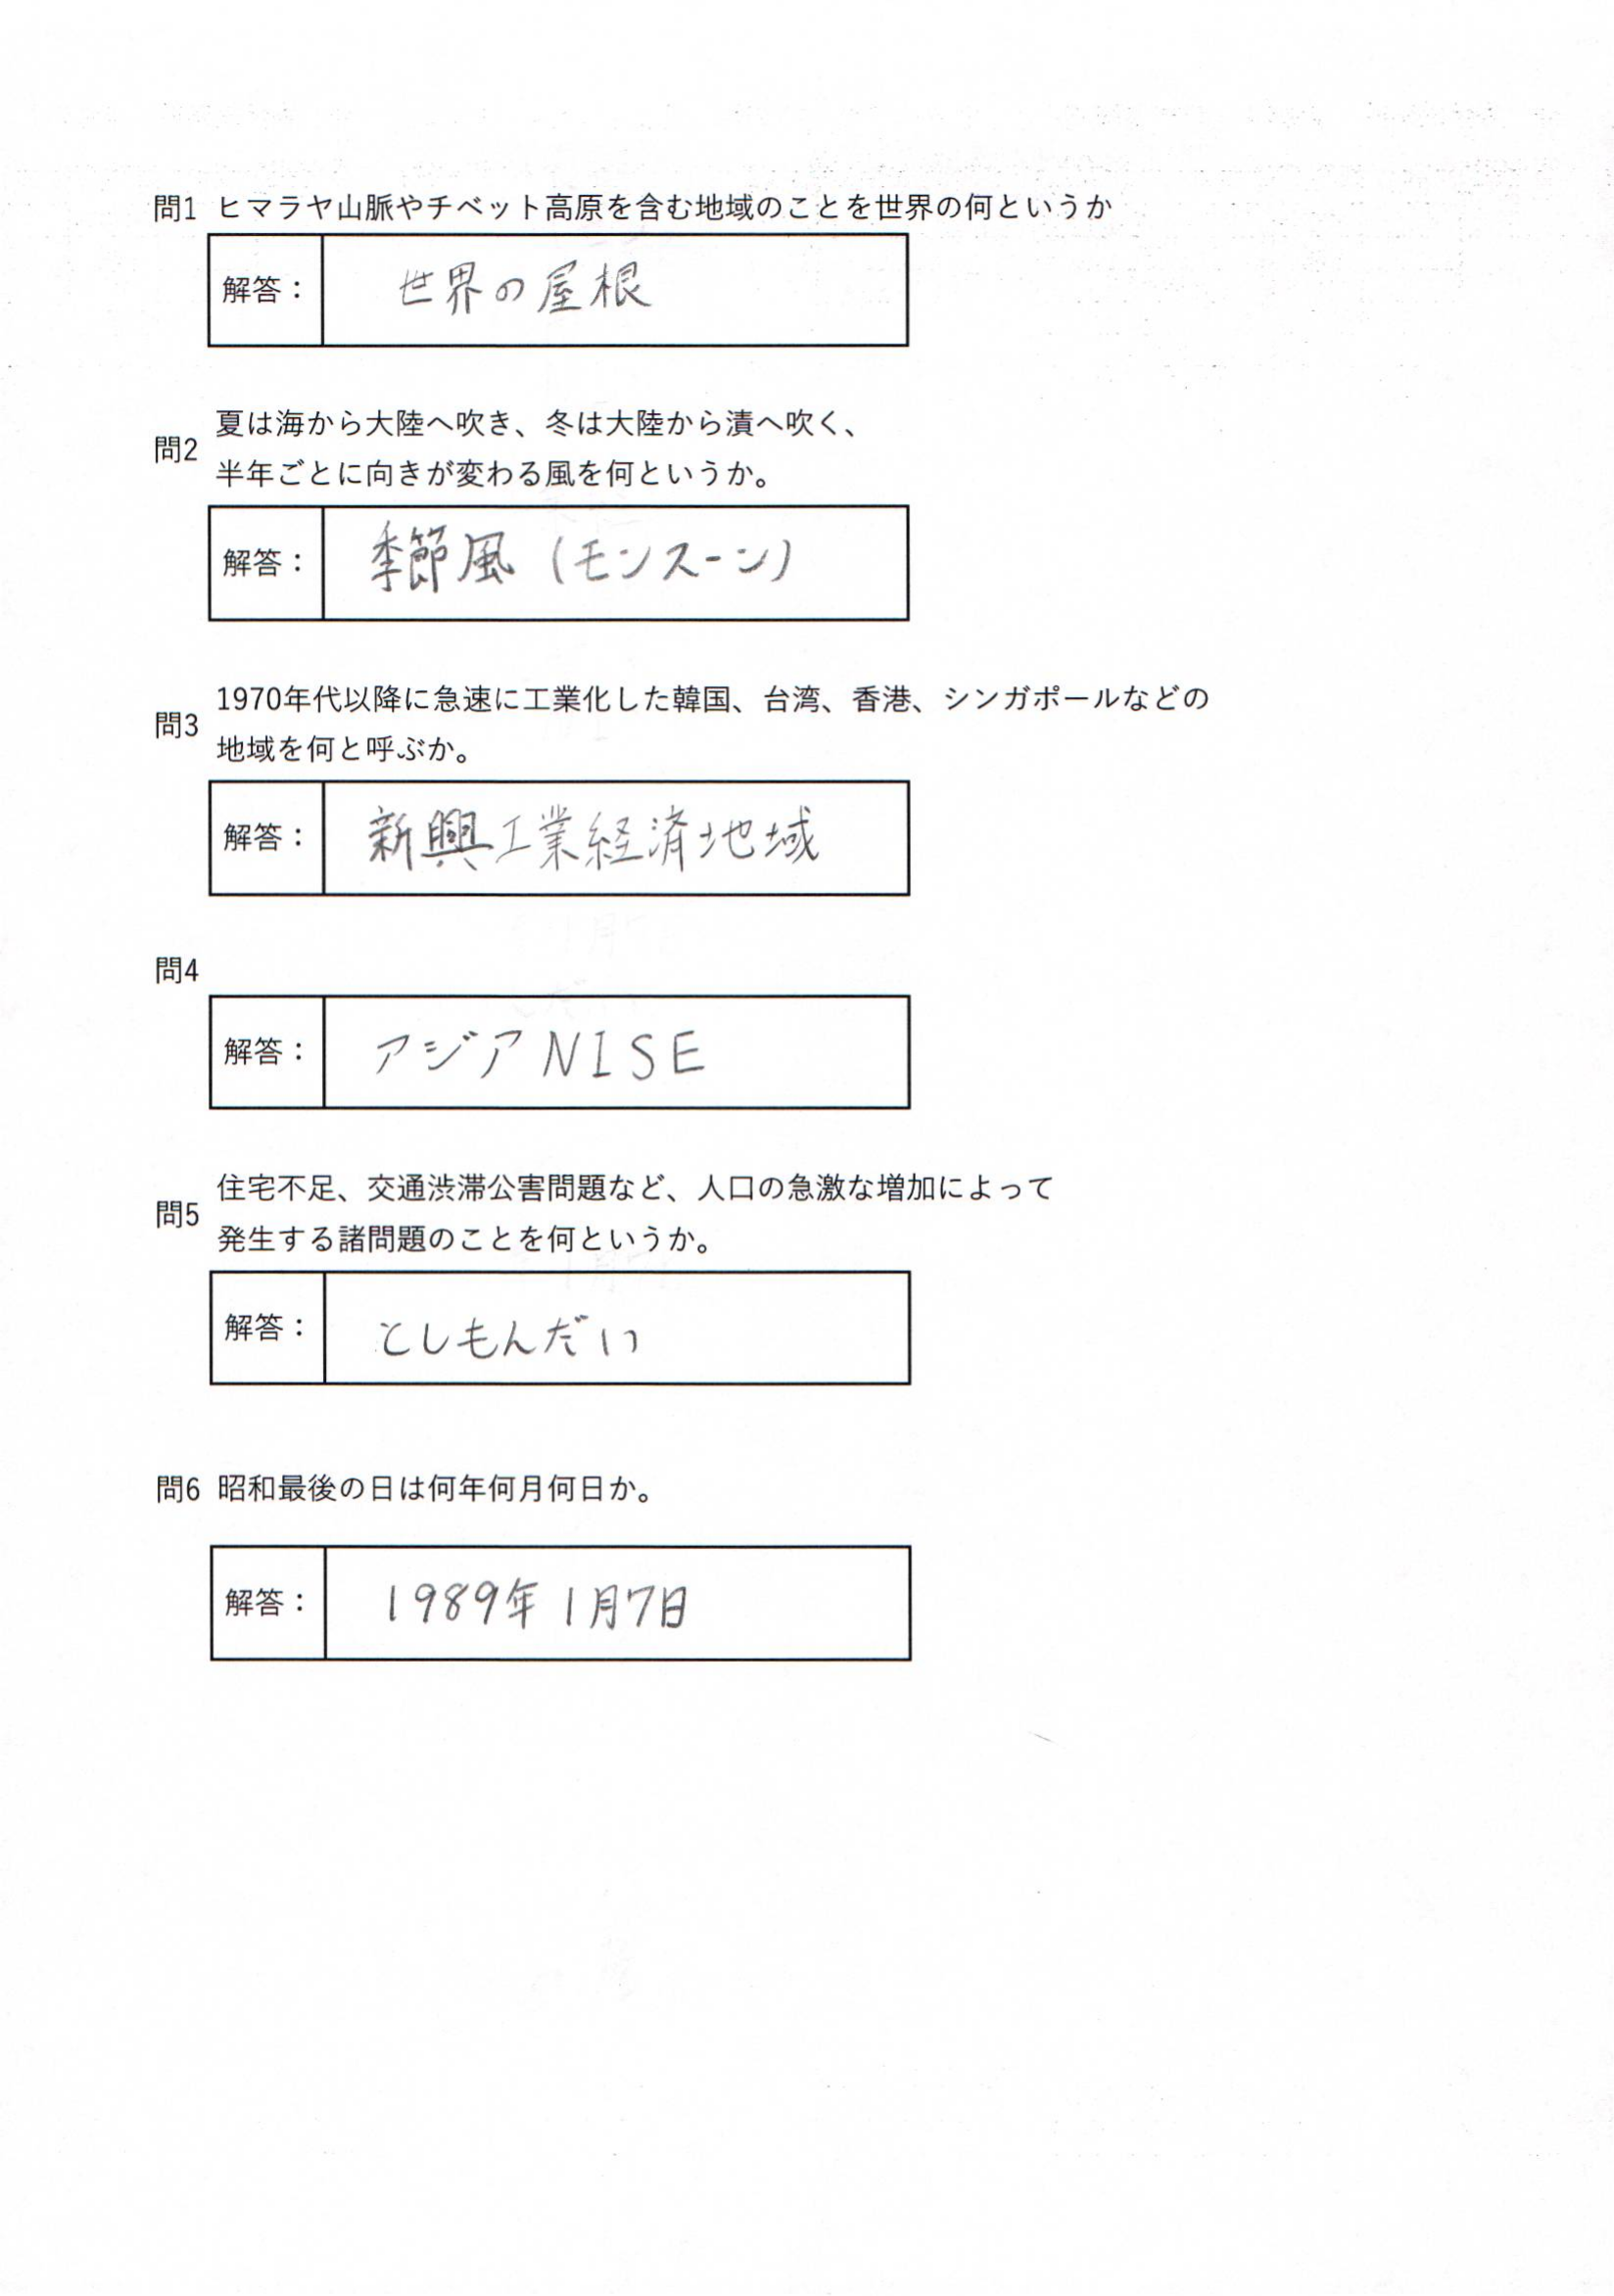 問1 ヒマラヤ山脈やチベット高原を含む地域のことを世界の何というか
解答： 世界の屋根
夏は海から大陸へ吹き、冬は大陸から瀆へ吹く、
問2
半年ごとに向きが変わる風を何というか。
解答： 季節風（モンスーン）
1970年代以降に急速に工業化した韓国、台湾、香港、シンガポールなどの
問3
地域を何と呼ぶか。
解答： 新興工業経済地域
問4
解答： アジアNISE
住宅不足、交通渋滞公害問題など、人口の急激な増加によって
問5
発生する諸問題のことを何というか。
解答： としもんだい
問6 昭和最後の日は何年何月何日か。
解答： 1989年1月7日